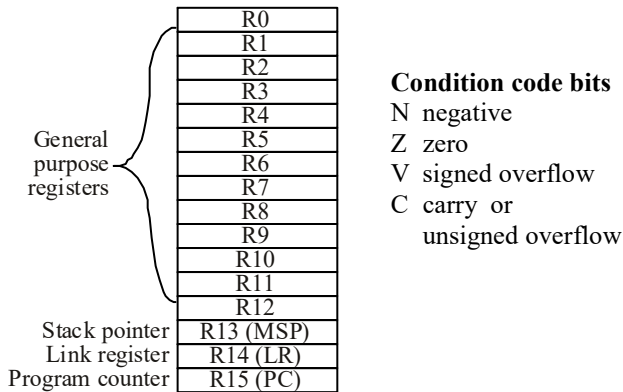 R0
R1
R2
R3
R4
R5
R6
R7
R8
R9
R10
R11
R12
General
purpose
registers
Stack pointer R13 (MSP)
Link register R14 (LR)
Program counter R15 (PC)
Condition code bits
N negative
Z zero
V signed overflow
C carry or
unsigned overflow